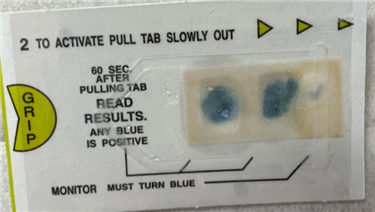 2 TO ACTIVATE PULL TAB SLOWLY OUT
60 SEC.
AFTER
PULLING TAB
READ
RESULTS.
ANY BLUE
IS POSITIVE
GRIP
MONITOR MUST TURN BLUE